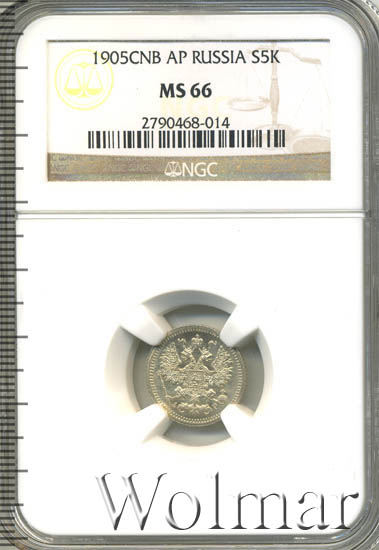 1905CNB AP RUSSIA S5K
MS 66
2790468-014
NGC
Wolmar